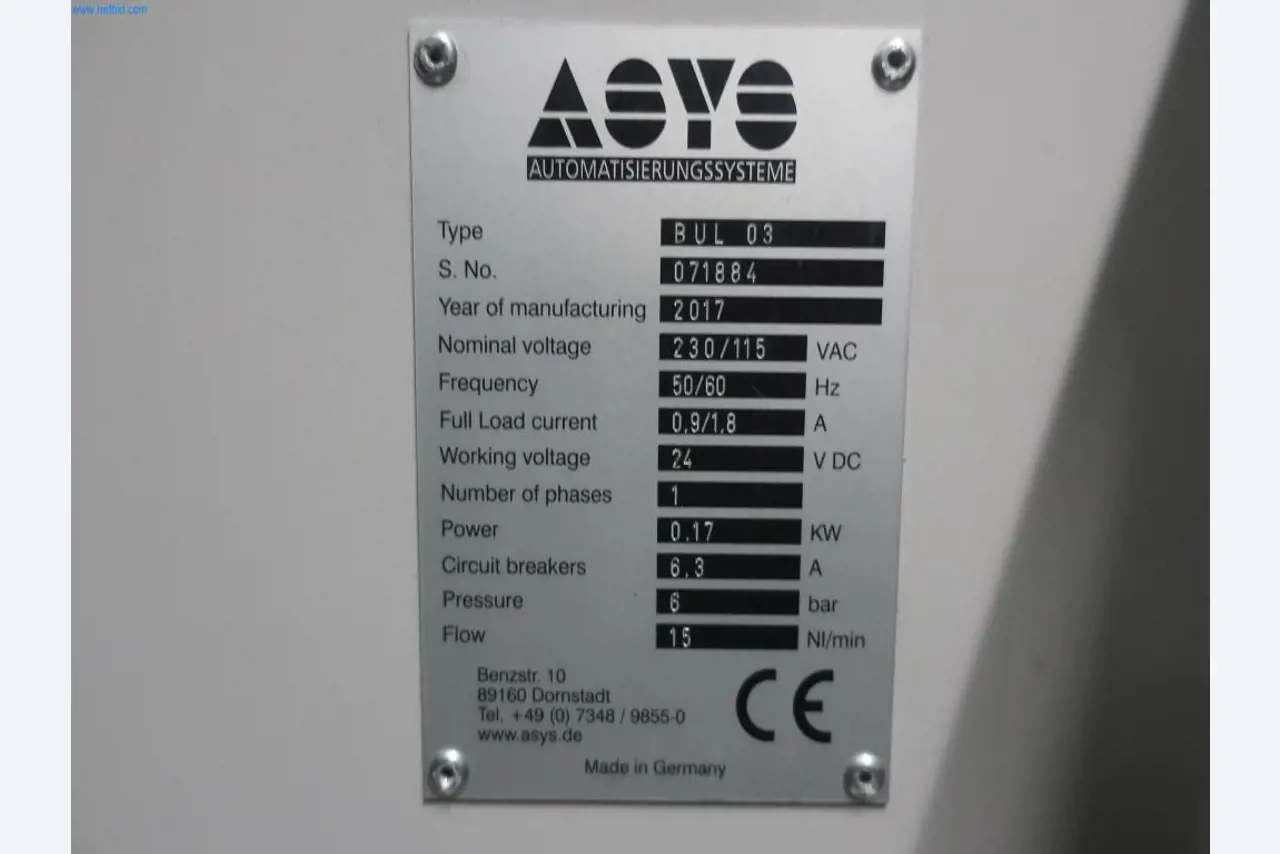 www.netbid.com
ASYS
AUTOMATISIERUNGSSYSTEME
Type BUL 03
S. No. 071884
Year of manufacturing 2017
Nominal voltage 230/115 VAC
Frequency 50/60 Hz
Full Load current 0.9/1.8 A
Working voltage 24 V DC
Number of phases 1
Power 0.17 KW
Circuit breakers 6.3 A
Pressure 6 bar
Flow 15 Nl/min
Benzstr. 10
89160 Dornstadt
Tel. +49 (0) 7348 / 9855-0
www.asys.de
CE
Made in Germany